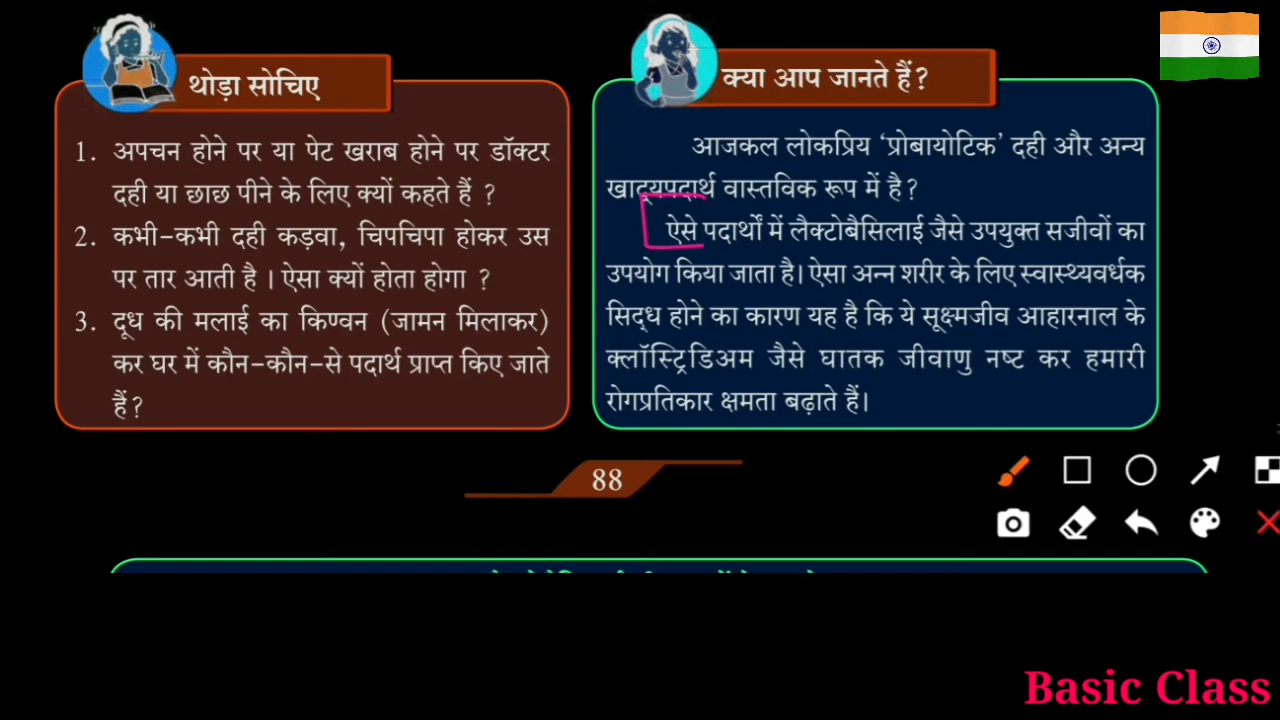 थोड़ा सोचिए
1. अपचन होने पर या पेट खराब होने पर डॉक्टर
दही या छाछ पीने के लिए क्यों कहते हैं ?
2. कभी-कभी दही कड़वा, चिपचिपा होकर उस
पर तार आती है । ऐसा क्यों होता होगा ?
3. दूध की मलाई का किण्वन (जामन मिलाकर)
कर घर में कौन-कौन-से पदार्थ प्राप्त किए जाते
हैं?
क्या आप जानते हैं?
आजकल लोकप्रिय ‘प्रोबायोटिक’ दही और अन्य
खाद्यपदार्थ वास्तविक रूप में है?
ऐसे पदार्थों में लैक्टोबैसिलाई जैसे उपयुक्त सजीवों का
उपयोग किया जाता है। ऐसा अन्न शरीर के लिए स्वास्थ्यवर्धक
सिद्ध होने का कारण यह है कि ये सूक्ष्मजीव आहारनाल के
क्लॉस्ट्रिडिअम जैसे घातक जीवाणु नष्ट कर हमारी
रोगप्रतिकार क्षमता बढ़ाते हैं।
88
Basic Class